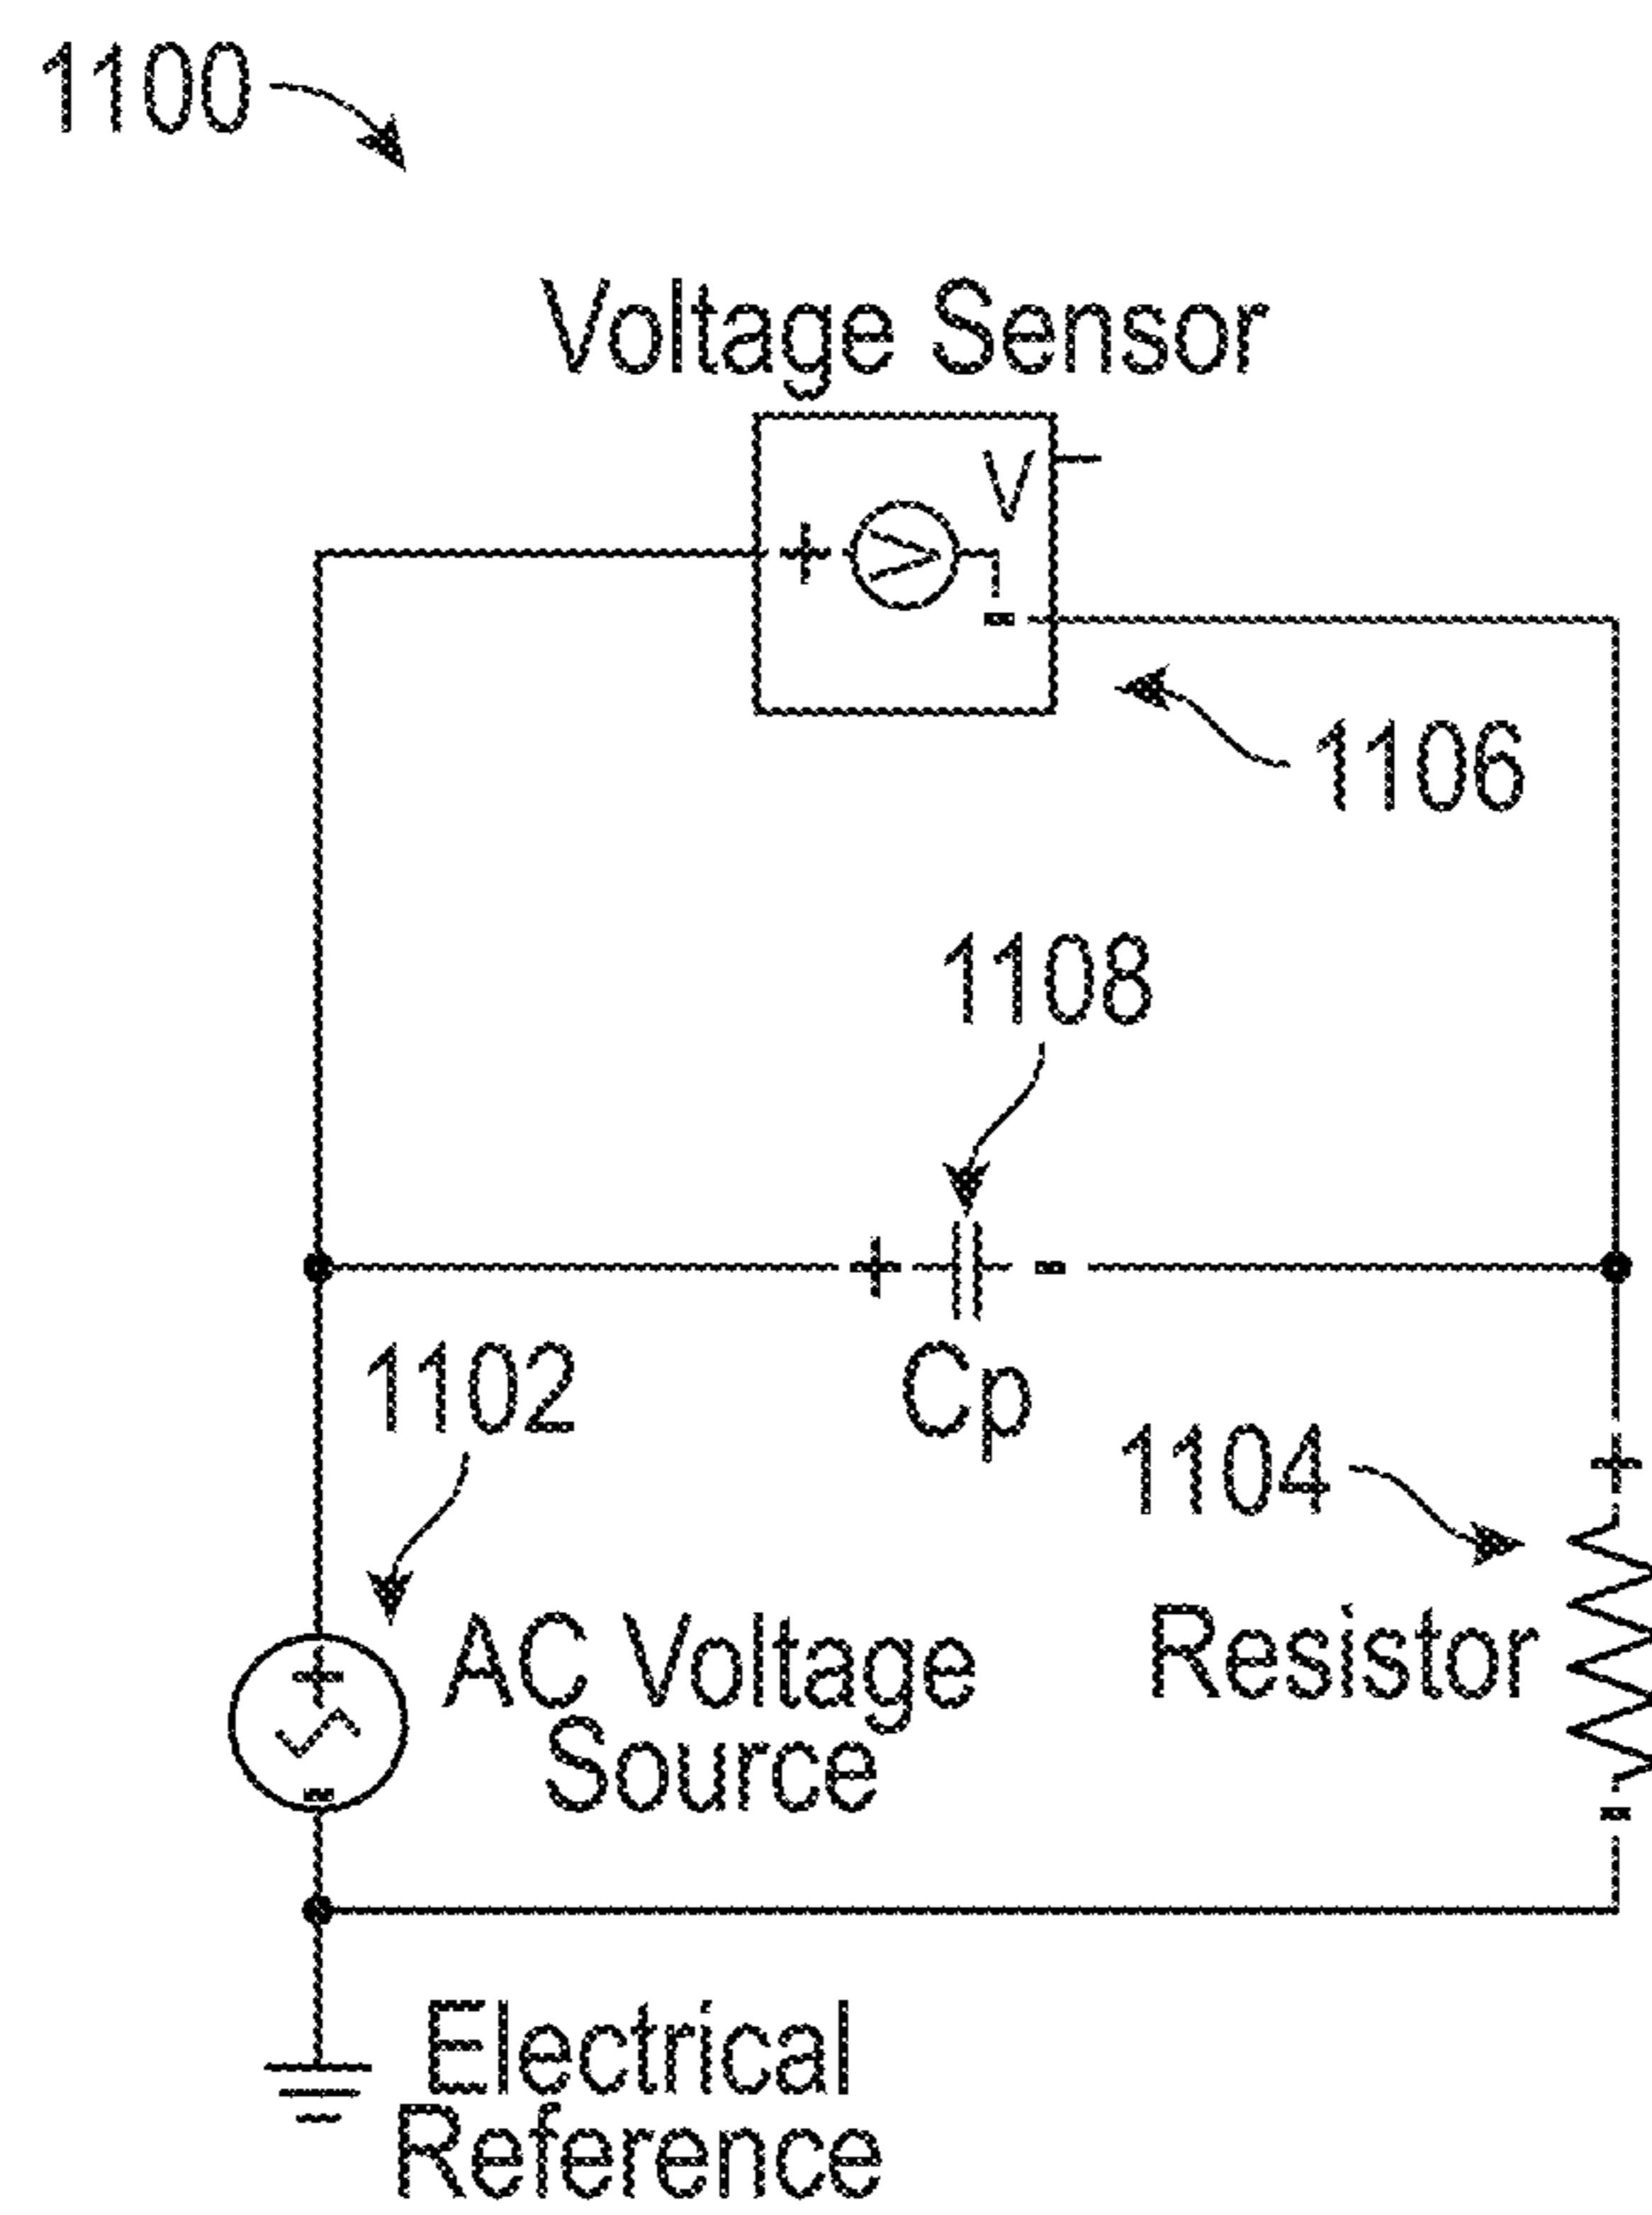 1100
Voltage Sensor
V
+ V
-
1106
1108
+ -
Cp
1102
1104
+
AC Voltage
Source
Resistor
+
-
-
Electrical
Reference